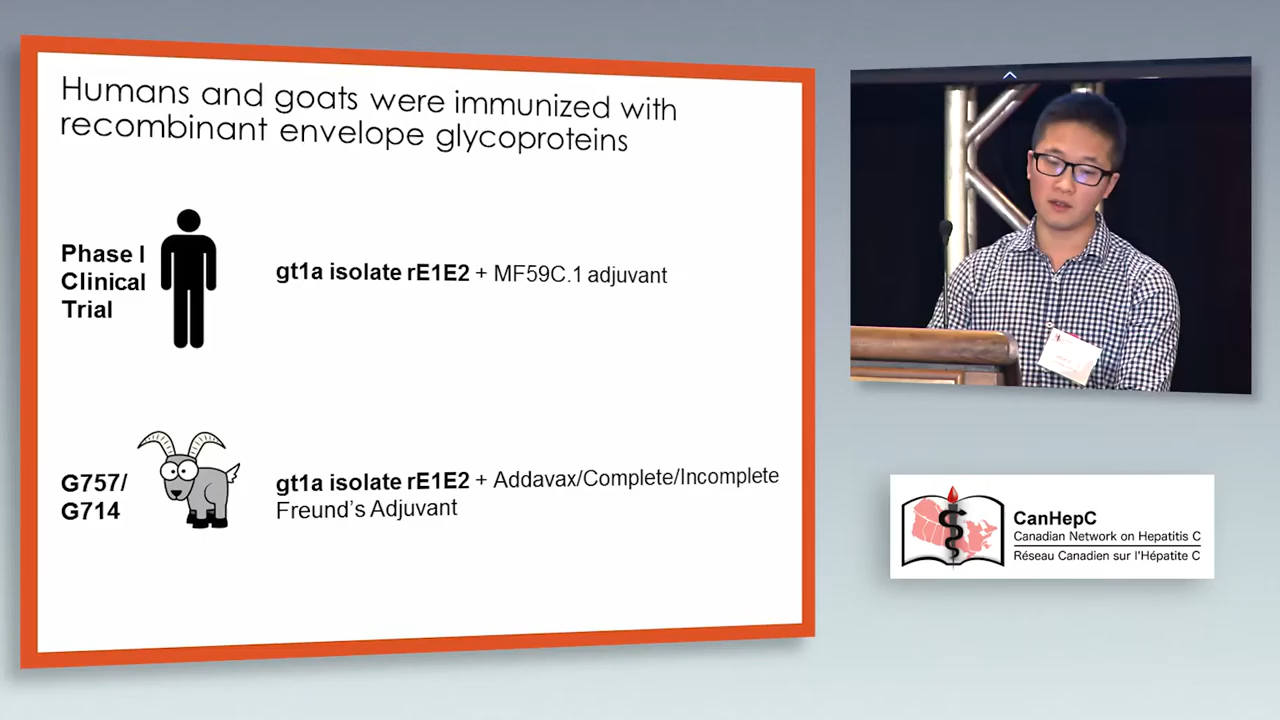 Humans and goats were immunized with
recombinant envelope glycoproteins
Phase I
Clinical
Trial
gt1a isolate rE1E2 + MF59C.1 adjuvant
G757/
G714
gt1a isolate rE1E2 + Addavax/Complete/Incomplete
Freund's Adjuvant
CanHepC
Canadian Network on Hepatitis C
Réseau Canadien sur l'Hépatite C